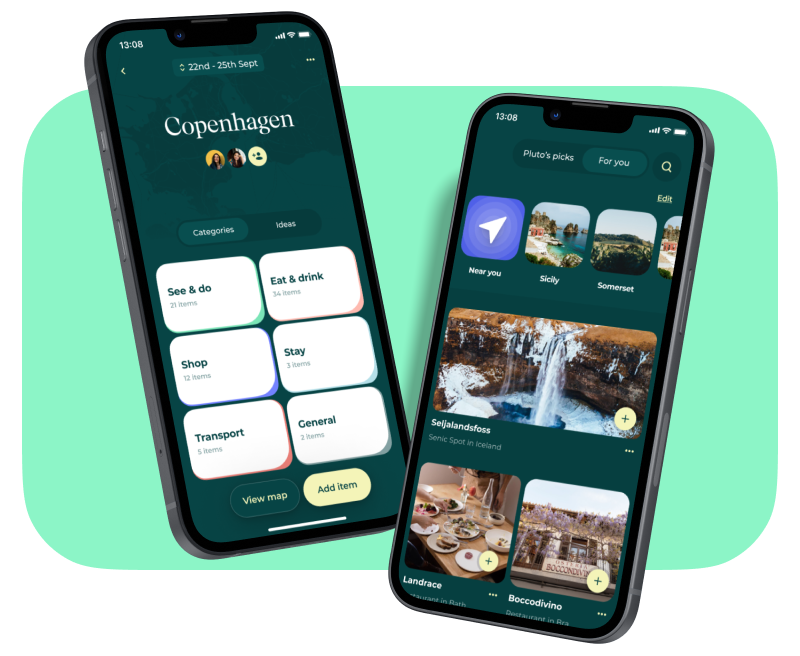 13:08
22nd - 25th Sept
Copenhagen
Categories
Ideas
See & do
21 items
Eat & drink
34 items
Shop
12 items
Stay
3 items
Transport
5 items
General
2 items
View map
Add item
13:08
Pluto's picks
For you
Edit
Near you
Sicily
Somerset
Seljalandsfoss
Senic Spot in Iceland
BOCCONDIVINO
Landrace
staurant in Bath
Boccodivino
Restaurant in Bra